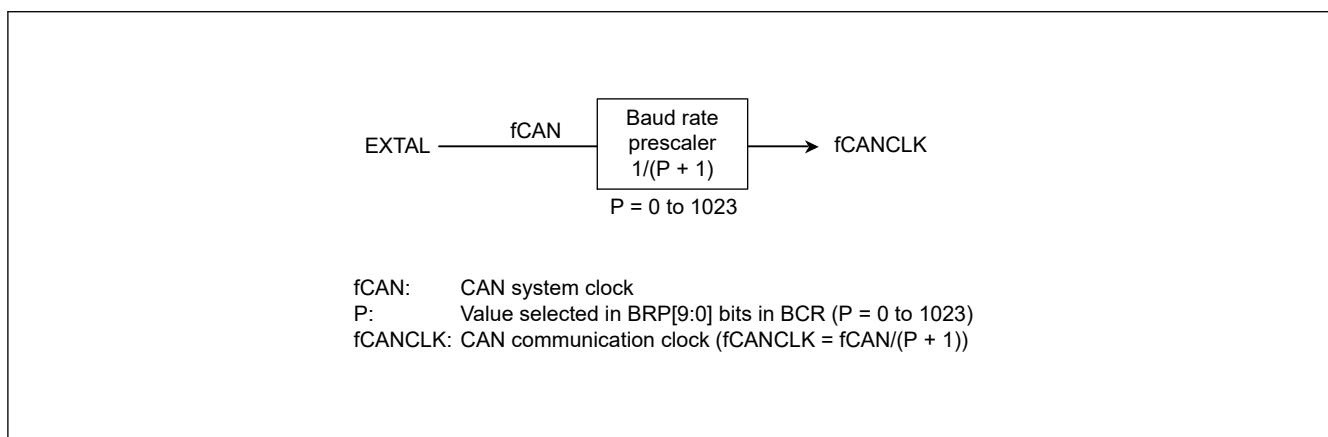 EXTAL
fCAN
Baud rate
prescaler
1/(P + 1)
fCANCLK
P = 0 to 1023
fCAN: CAN system clock
P: Value selected in BRP[9:0] bits in BCR (P = 0 to 1023)
fCANCLK: CAN communication clock (fCANCLK = fCAN/(P + 1))